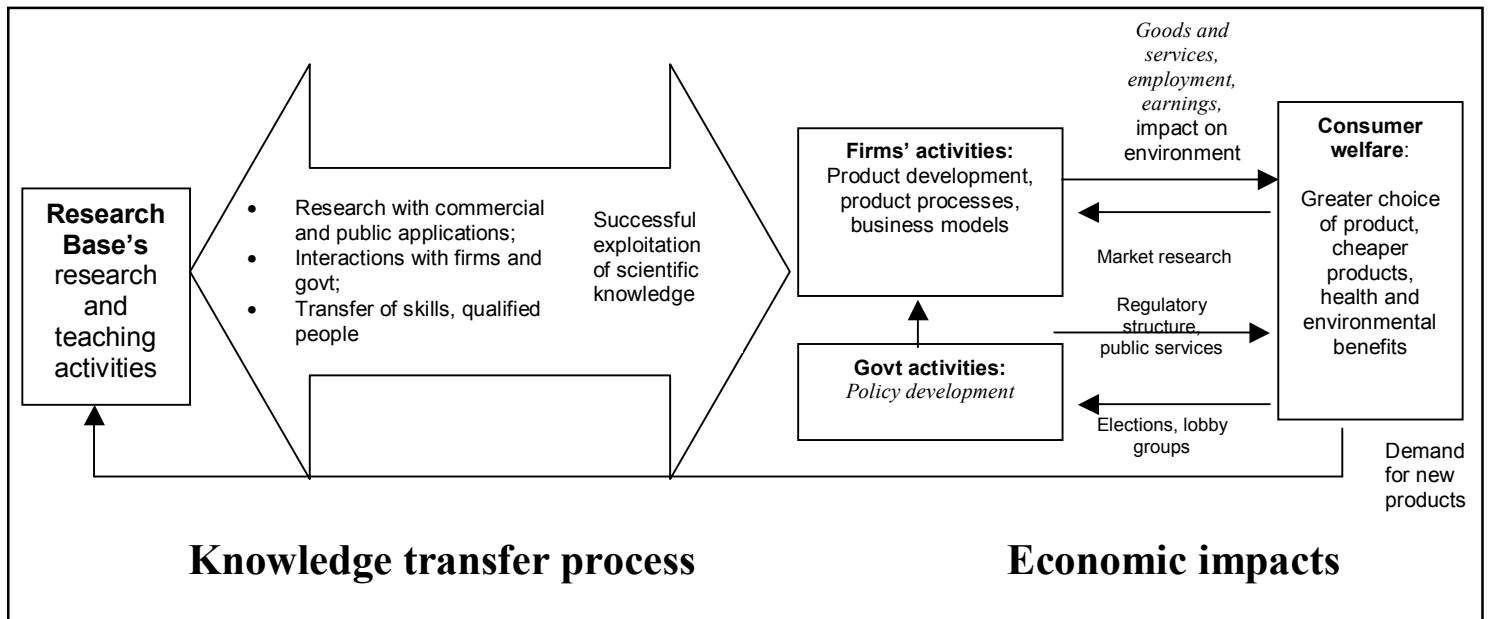 Research
Base's
research
and
teaching
activities
• Research with commercial
and public applications;
• Interactions with firms and
govt;
• Transfer of skills, qualified
people
Successful
exploitation
of scientific
knowledge
Firms' activities:
Product development,
product processes,
business models
Govt activities:
Policy development
Goods and
services,
employment,
earnings,
impact on
environment
Market research
Regulatory
structure,
public services
Elections, lobby
groups
Consumer
welfare:
Greater choice
of product,
cheaper
products,
health and
environmental
benefits
Demand
for new
products
Knowledge transfer process
Economic impacts